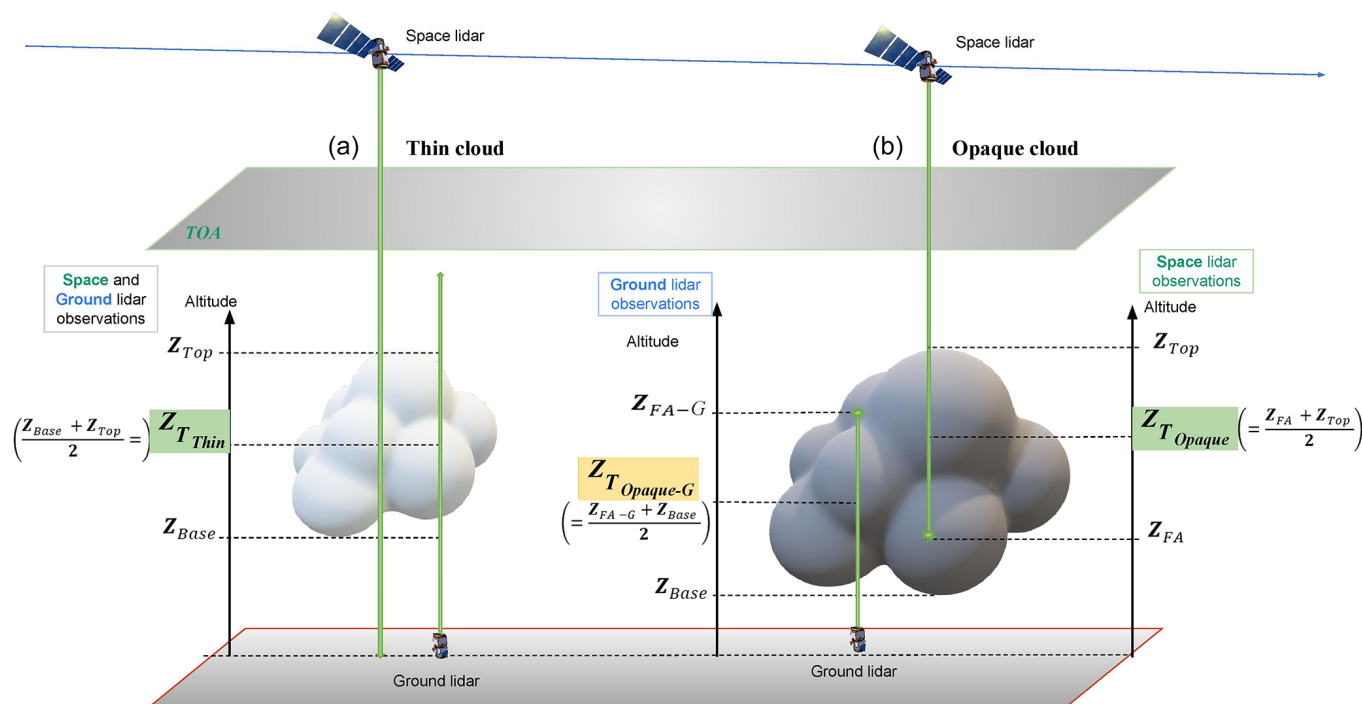 Space lidar
Space lidar
(a) Thin cloud
(b) Opaque cloud
TOA
Space and
Ground lidar
observations
Altitude
Z_Top
(Z_Base + Z_Top / 2 =) Z_T_Thin
Z_Base
Ground lidar
Ground lidar
observations
Altitude
Z_FA-G
Z_T_Opaque-G
(= Z_FA-G + Z_Base / 2)
Z_Base
Ground lidar
Space lidar
observations
Altitude
Z_Top
Z_T_Opaque (= Z_FA + Z_Top / 2)
Z_FA